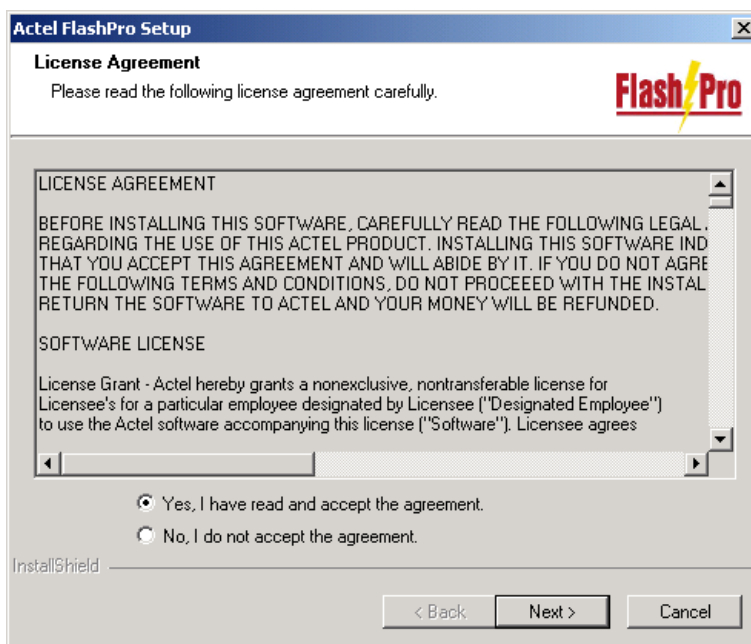 Actel FlashPro Setup
License Agreement
Please read the following license agreement carefully.
Flash Pro
LICENSE AGREEMENT
BEFORE INSTALLING THIS SOFTWARE, CAREFULLY READ THE FOLLOWING LEGAL
REGARDING THE USE OF THIS ACTEL PRODUCT. INSTALLING THIS SOFTWARE IND
THAT YOU ACCEPT THIS AGREEMENT AND WILL ABIDE BY IT. IF YOU DO NOT AGRE
THE FOLLOWING TERMS AND CONDITIONS, DO NOT PROCEEED WITH THE INSTAL
RETURN THE SOFTWARE TO ACTEL AND YOUR MONEY WILL BE REFUNDED.
SOFTWARE LICENSE
License Grant - Actel hereby grants a nonexclusive, nontransferable license for
Licensee's for a particular employee designated by Licensee ("Designated Employee")
to use the Actel software accompanying this license ("Software"). Licensee agrees
Yes, I have read and accept the agreement.
No, I do not accept the agreement.
InstallShield
< Back Next > Cancel